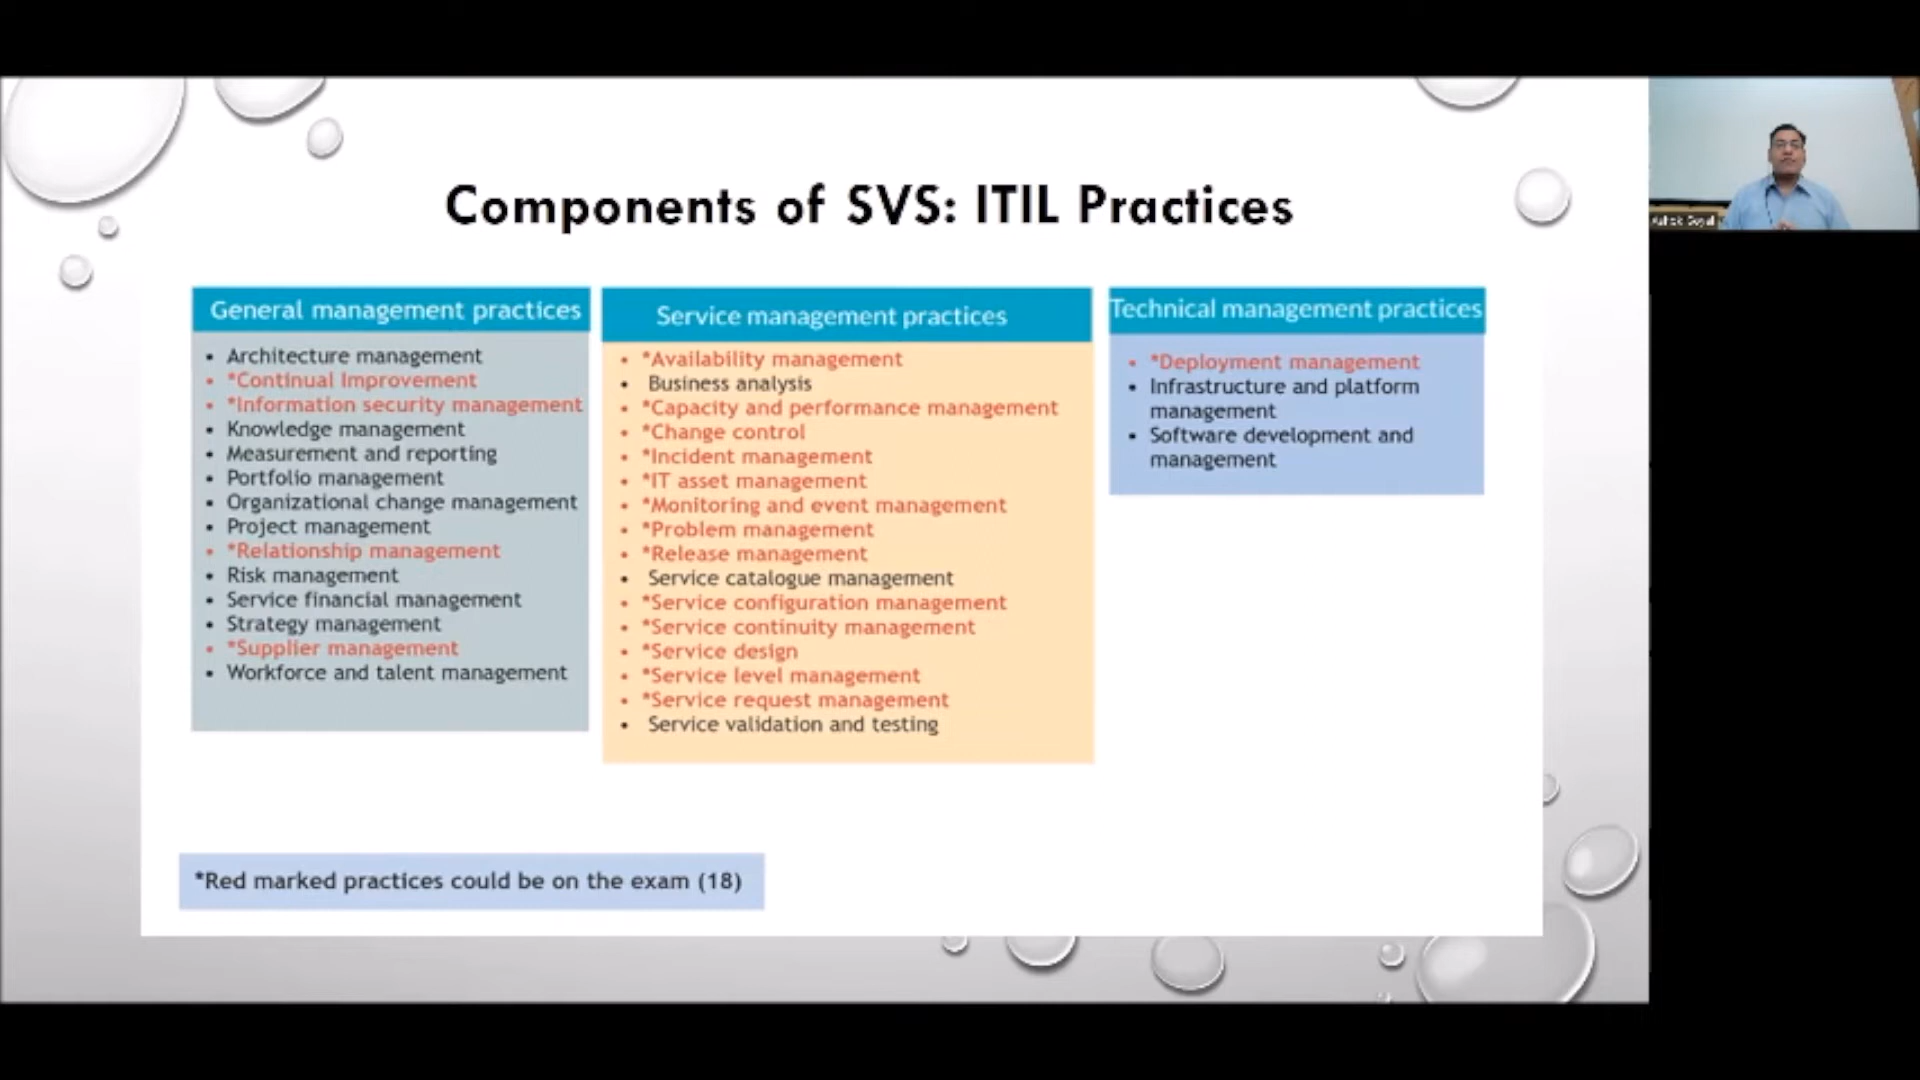 Components of SVS: ITIL Practices
General management practices
• Architecture management
• *Continual Improvement
• *Information security management
• Knowledge management
• Measurement and reporting
• Portfolio management
• Organizational change management
• Project management
• *Relationship management
• Risk management
• Service financial management
• Strategy management
• *Supplier management
• Workforce and talent management
Service management practices
• *Availability management
• Business analysis
• *Capacity and performance management
• *Change control
• *Incident management
• *IT asset management
• *Monitoring and event management
• *Problem management
• *Release management
• Service catalogue management
• *Service configuration management
• *Service continuity management
• *Service design
• *Service level management
• *Service request management
• Service validation and testing
Technical management practices
• *Deployment management
• Infrastructure and platform
management
• Software development and
management
*Red marked practices could be on the exam (18)
Ashok Goyal